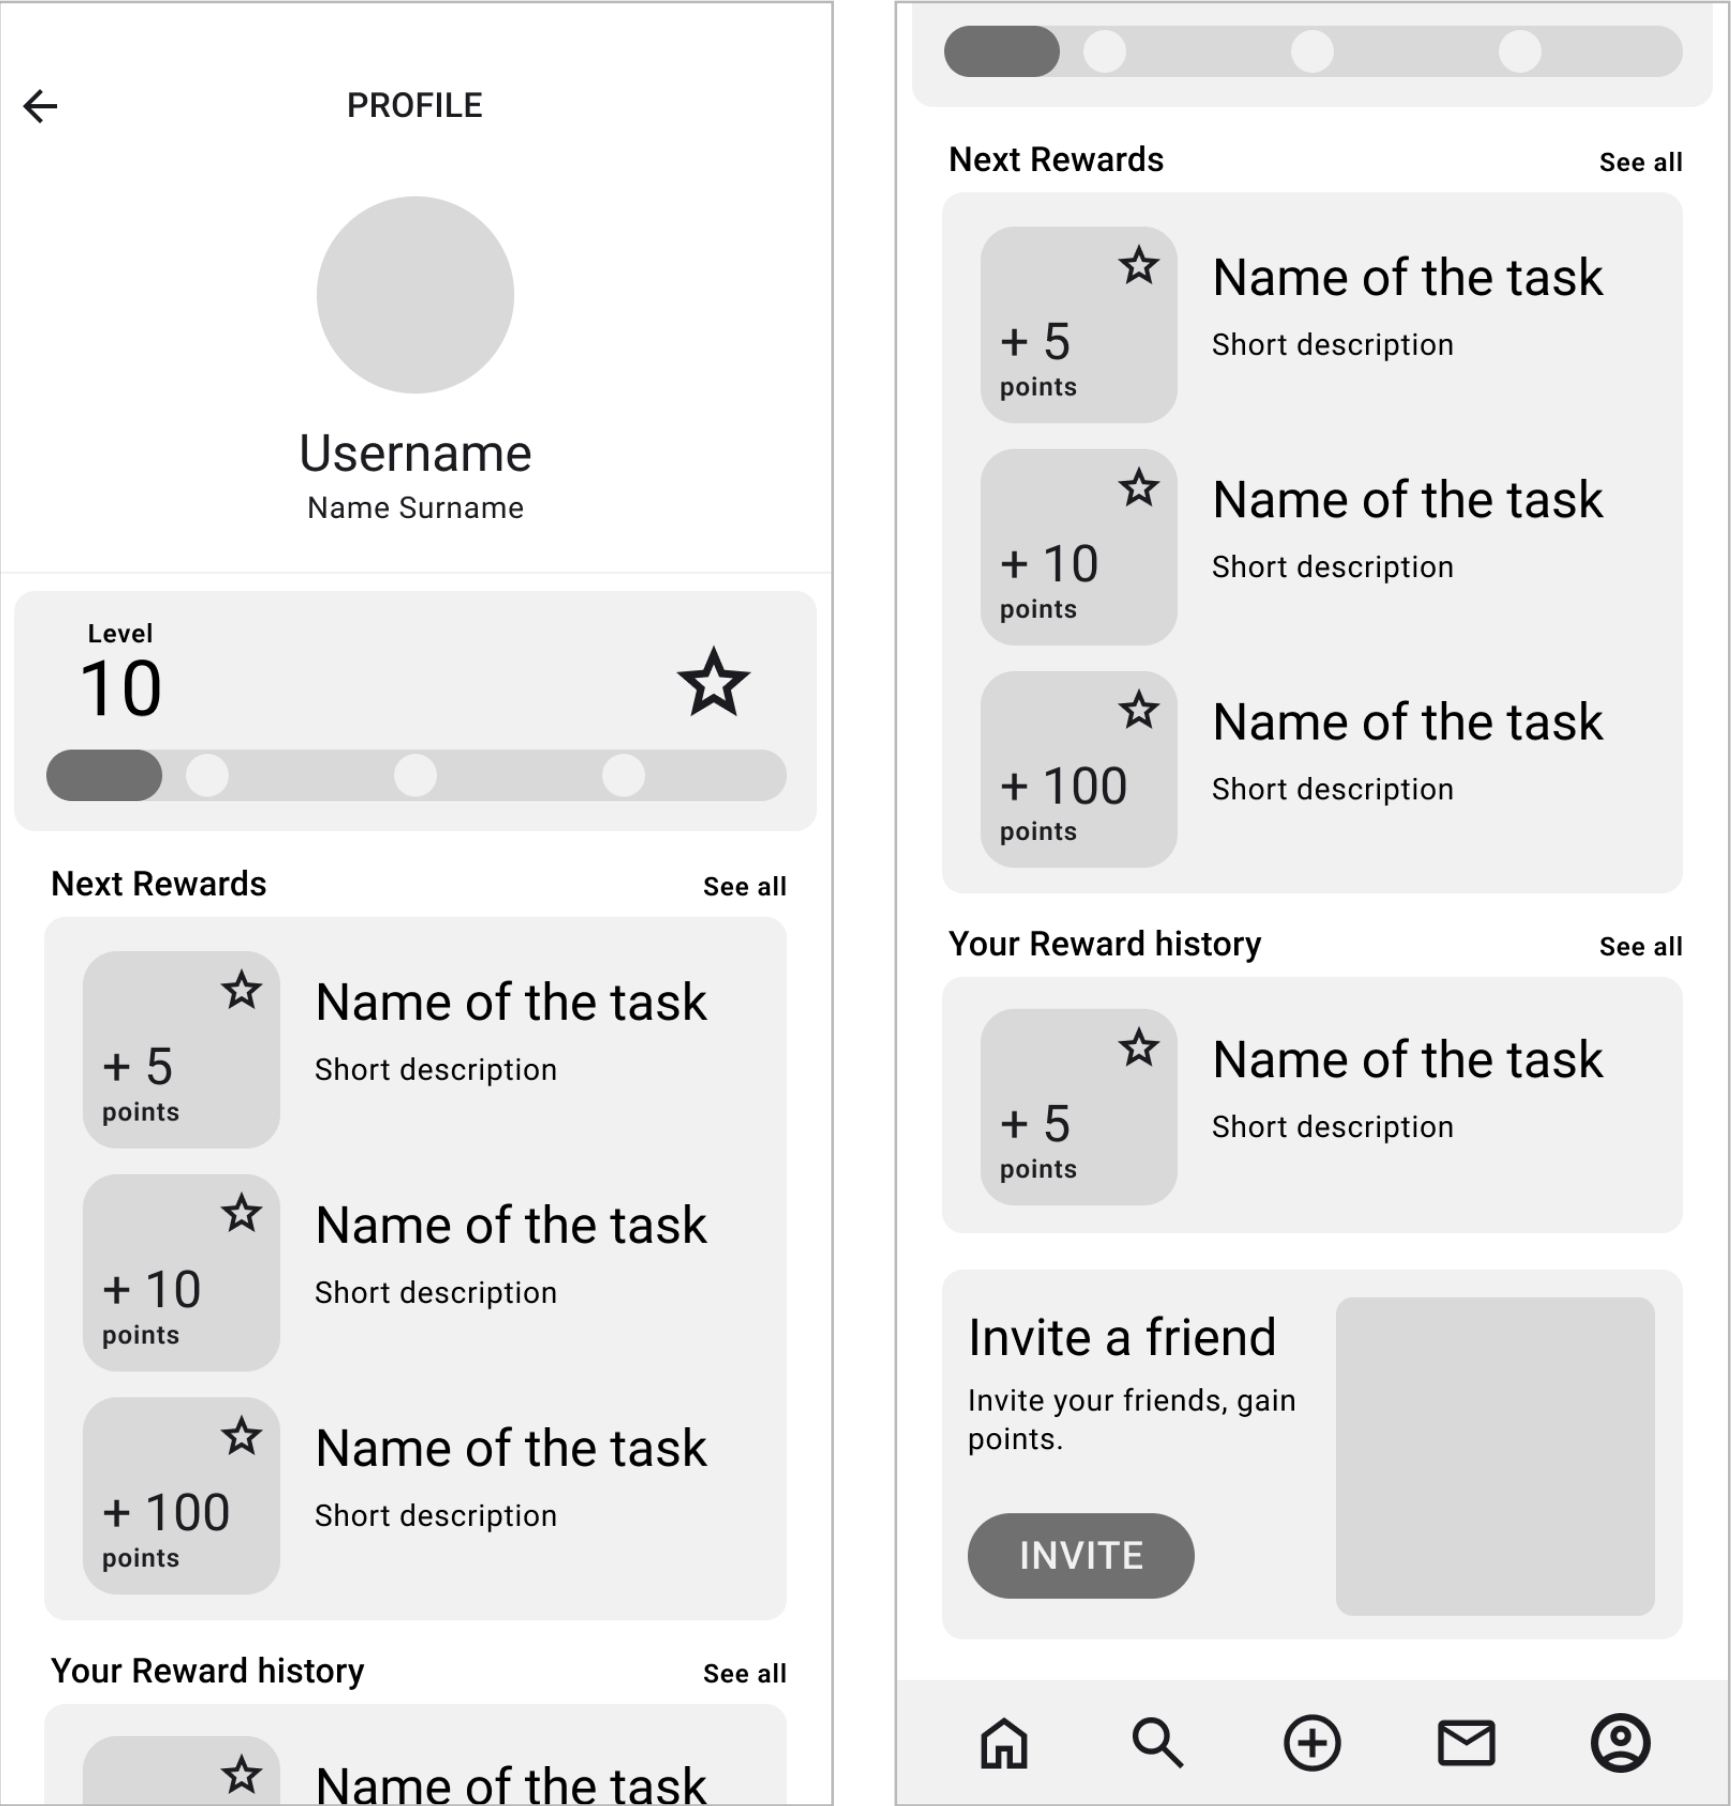 PROFILE
Username
Name Surname
Level
10
Next Rewards
See all
+ 5
points
Name of the task
Short description
+ 10
points
Name of the task
Short description
+ 100
points
Name of the task
Short description
Your Reward history
See all
Name of the task
Next Rewards
See all
+ 5
points
Name of the task
Short description
+ 10
points
Name of the task
Short description
+ 100
points
Name of the task
Short description
Your Reward history
See all
+ 5
points
Name of the task
Short description
Invite a friend
Invite your friends, gain
points.
INVITE